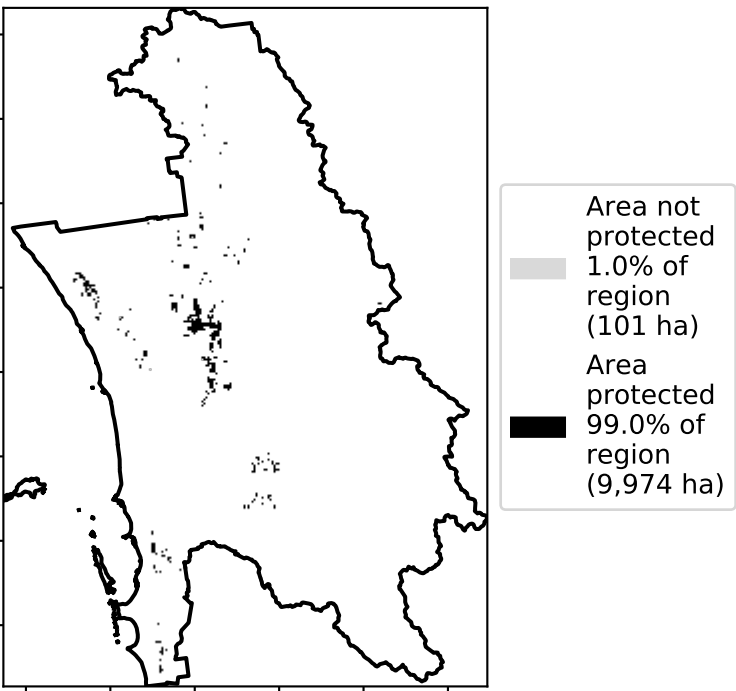 Area not
protected
1.0% of
region
(101 ha)
Area
protected
99.0% of
region
(9,974 ha)